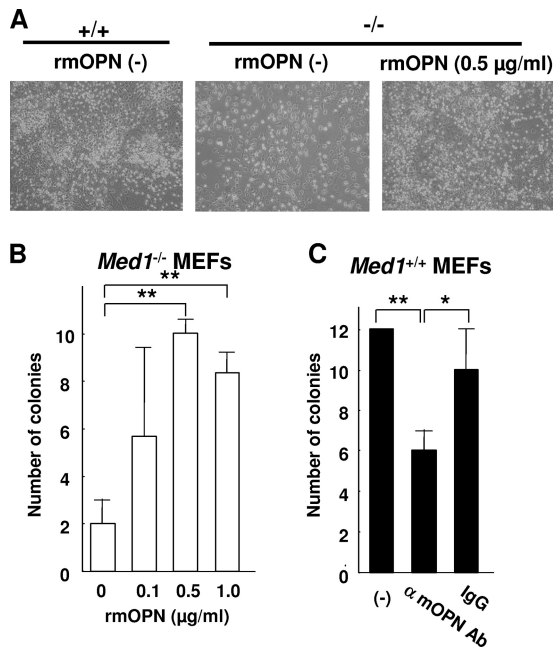 A
+/+
-/-
rmOPN (-)
rmOPN (-)
rmOPN (0.5 µg/ml)
B
Med1-/- MEFs
**
**
Number of colonies
10
8
6
4
2
0
0 0.1 0.5 1.0
rmOPN (µg/ml)
C
Med1+/+ MEFs
** *
Number of colonies
12
10
8
6
4
2
0
(-)
α mOPN Ab
IgG